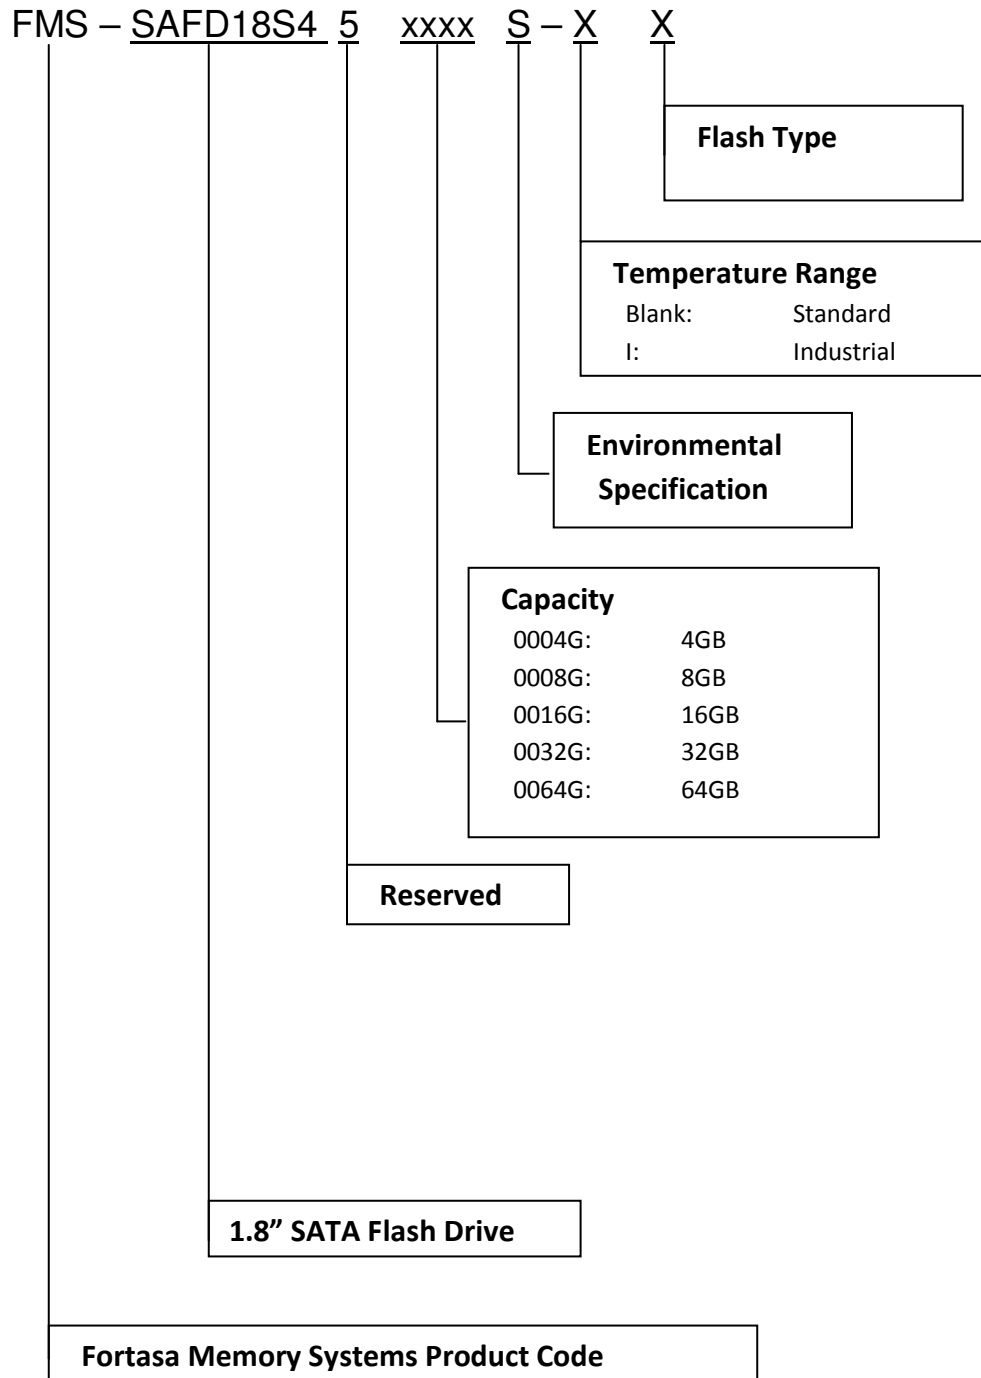 FMS – SAFD18S4 5 xxxx S – X X
Flash Type
Temperature Range
Blank: Standard
I: Industrial
Environmental
Specification
Capacity
0004G: 4GB
0008G: 8GB
0016G: 16GB
0032G: 32GB
0064G: 64GB
Reserved
1.8” SATA Flash Drive
Fortasa Memory Systems Product Code